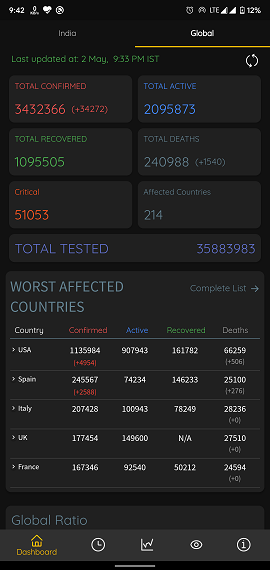 9:42 LTE 12%
India Global
Last updated at: 2 May, 9:33 PM IST
TOTAL CONFIRMED TOTAL ACTIVE
3432366 (+34272) 2095873
TOTAL RECOVERED TOTAL DEATHS
1095505 240988 (+1540)
Critical Affected Countries
51053 214
TOTAL TESTED 35883983
WORST AFFECTED
COUNTRIES
Complete List →
Country Confirmed Active Recovered Deaths
> USA 1135984 907943 161782 66259
(+4954) (+506)
> Spain 245567 74234 146233 25100
(+2588) (+276)
> Italy 207428 100943 78249 28236
(+0)
> UK 177454 149600 N/A 27510
(+0)
> France 167346 92540 50212 24594
(+0)
Global Ratio
Dashboard